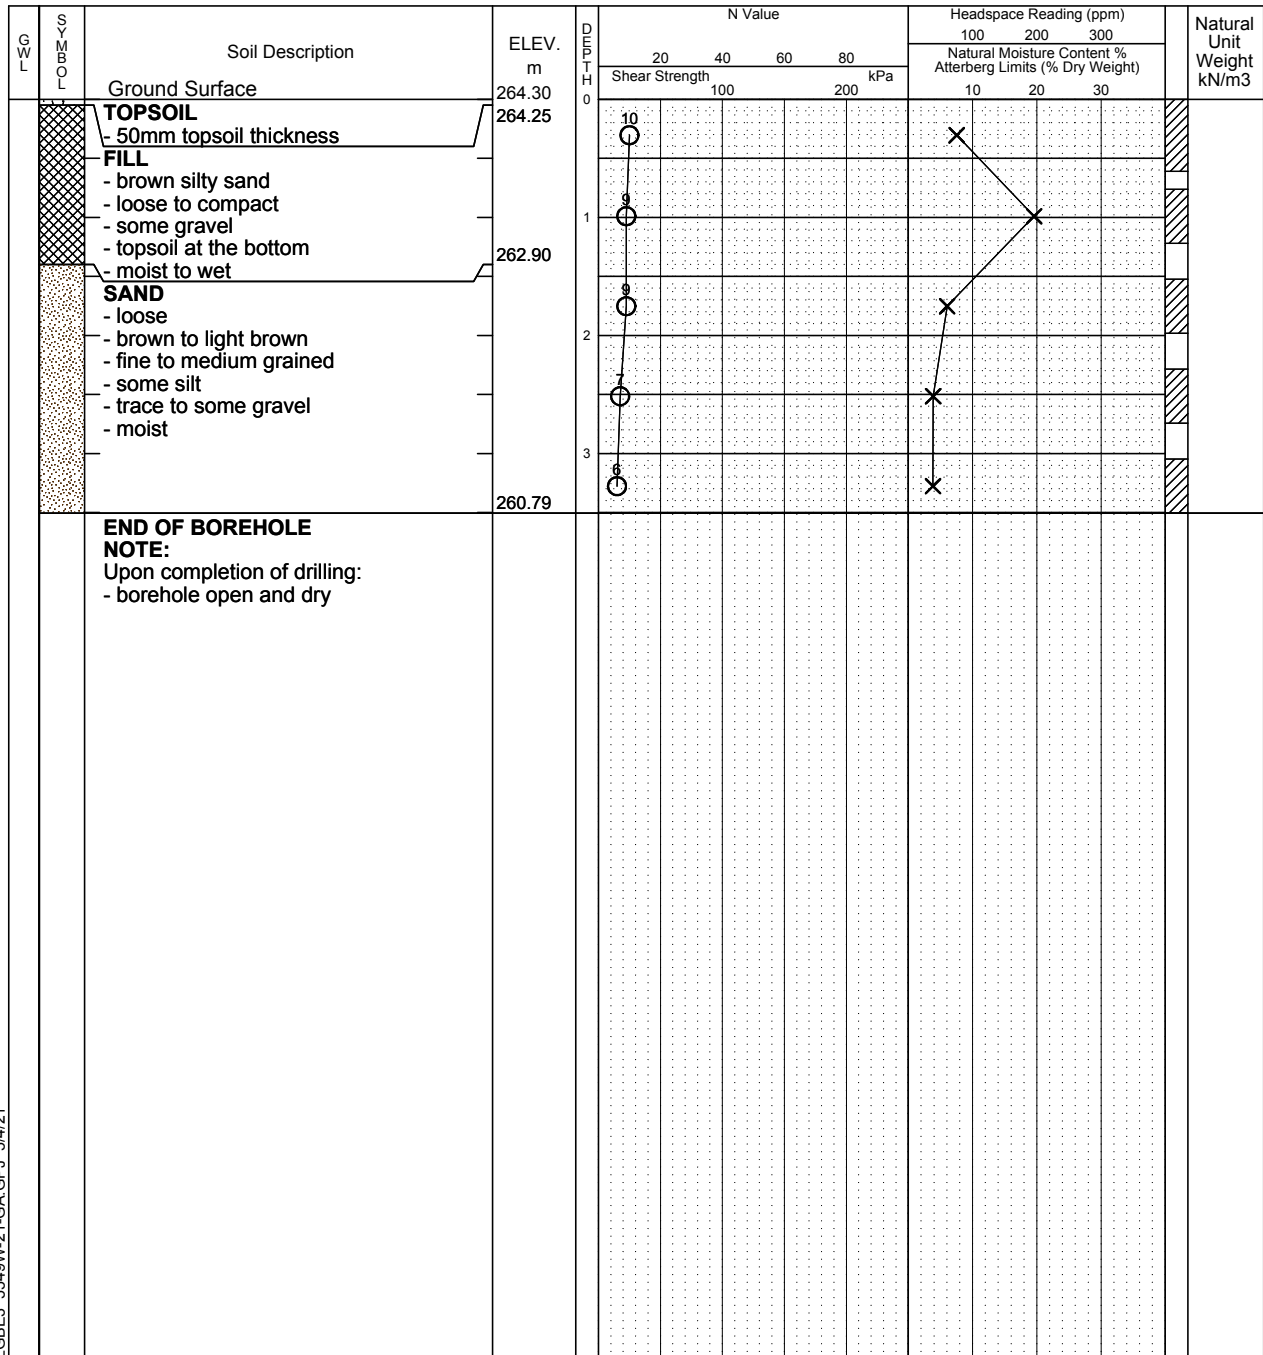 GWL
SYMBOL
Soil Description
Ground Surface
ELEV.
m
264.30
DEPTH
0
N Value
20 40 60 80
Shear Strength kPa
100 200
Headspace Reading (ppm)
100 200 300
Natural Moisture Content %
Atterberg Limits (% Dry Weight)
10 20 30
Natural
Unit
Weight
kN/m3
TOPSOIL
264.25
- 50mm topsoil thickness
10
FILL
- brown silty sand
- loose to compact
9
- some gravel
1
- topsoil at the bottom
262.90
- moist to wet
SAND
9
- loose
- brown to light brown
2
- fine to medium grained
- some silt
7
- trace to some gravel
- moist
3
6
260.79
END OF BOREHOLE
NOTE:
Upon completion of drilling:
- borehole open and dry